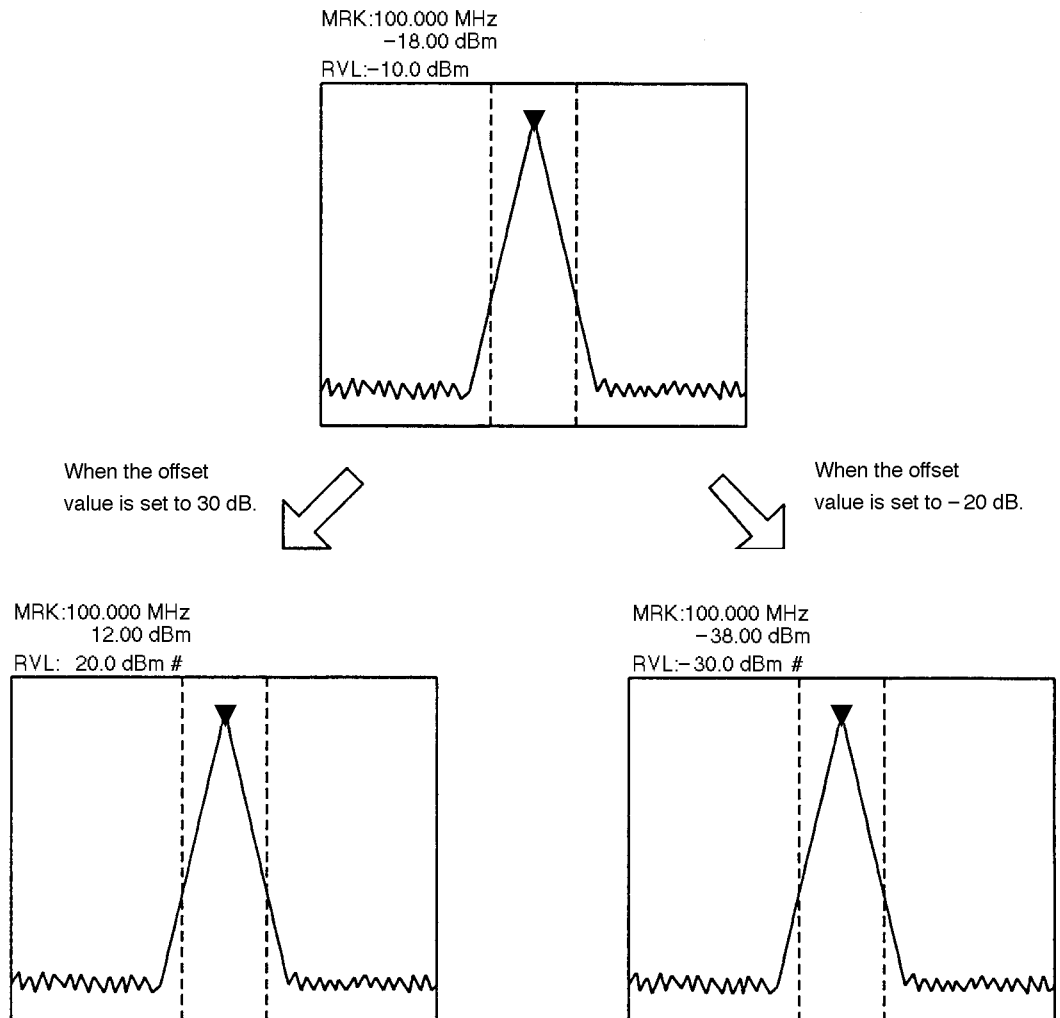 MRK:100.000 MHz
−18.00 dBm
RVL:−10.0 dBm
When the offset
value is set to 30 dB.
When the offset
value is set to −20 dB.
MRK:100.000 MHz
12.00 dBm
RVL: 20.0 dBm #
MRK:100.000 MHz
−38.00 dBm
RVL:−30.0 dBm #